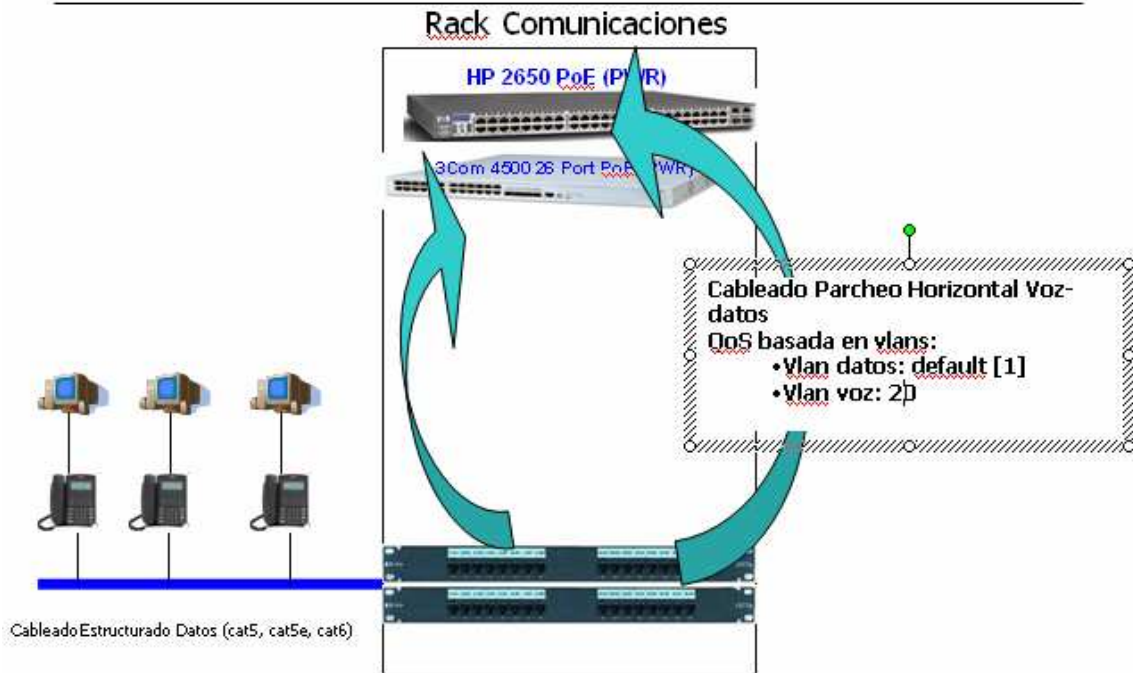 Rack Comunicaciones
HP 2650 PoE (PWR)
3Com 4500 26 Port PoE (PWR)
Cableado Parcheo Horizontal Voz-
datos
QoS basada en vlans:
•Vlan datos: default [1]
•Vlan voz: 20
Cableado Estructurado Datos (cat5, cat5e, cat6)